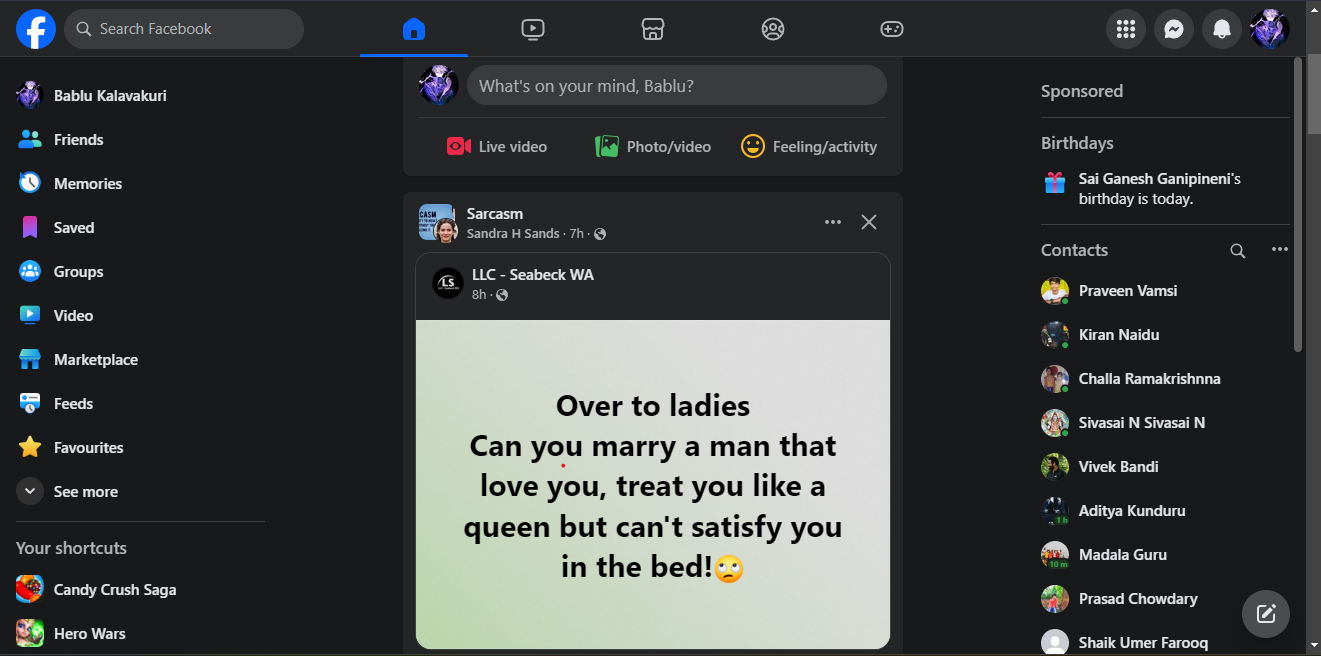 Search Facebook
Bablu Kalavakuri
Friends
Memories
Saved
Groups
Video
Marketplace
Feeds
Favourites
See more
Your shortcuts
Candy Crush Saga
Hero Wars
What's on your mind, Bablu?
Live video
Photo/video
Feeling/activity
Sarcasm
Sandra H Sands · 7h ·
LLC - Seabeck WA
8h ·
LS
Over to ladies
Can you marry a man that
love you, treat you like a
queen but can't satisfy you
in the bed!🙄
Sponsored
Birthdays
Sai Ganesh Ganipineni's
birthday is today.
Contacts
Praveen Vamsi
Kiran Naidu
Challa Ramakrishnna
Sivasai N Sivasai N
Vivek Bandi
Aditya Kunduru
1 h
Madala Guru
10 m
Prasad Chowdary
Shaik Umer Farooq